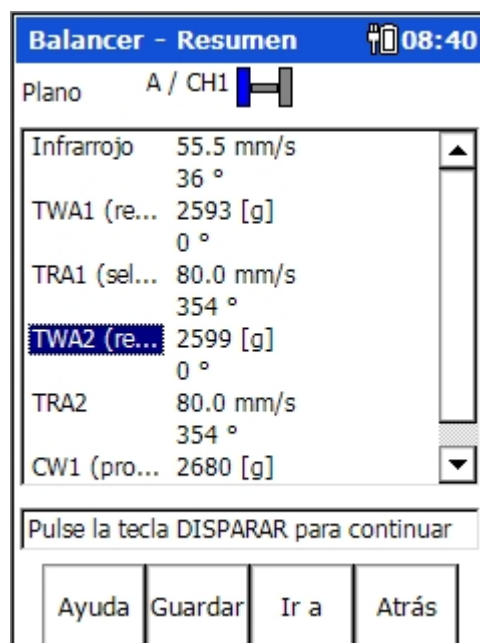 Balancer - Resumen 08:40
Plano A / CH1
Infrarrojo 55.5 mm/s
36 °
TWA1 (re... 2593 [g]
0 °
TRA1 (sel... 80.0 mm/s
354 °
TWA2 (re... 2599 [g]
0 °
TRA2 80.0 mm/s
354 °
CW1 (pro... 2680 [g]
Pulse la tecla DISPARAR para continuar
Ayuda Guardar Ir a Atrás